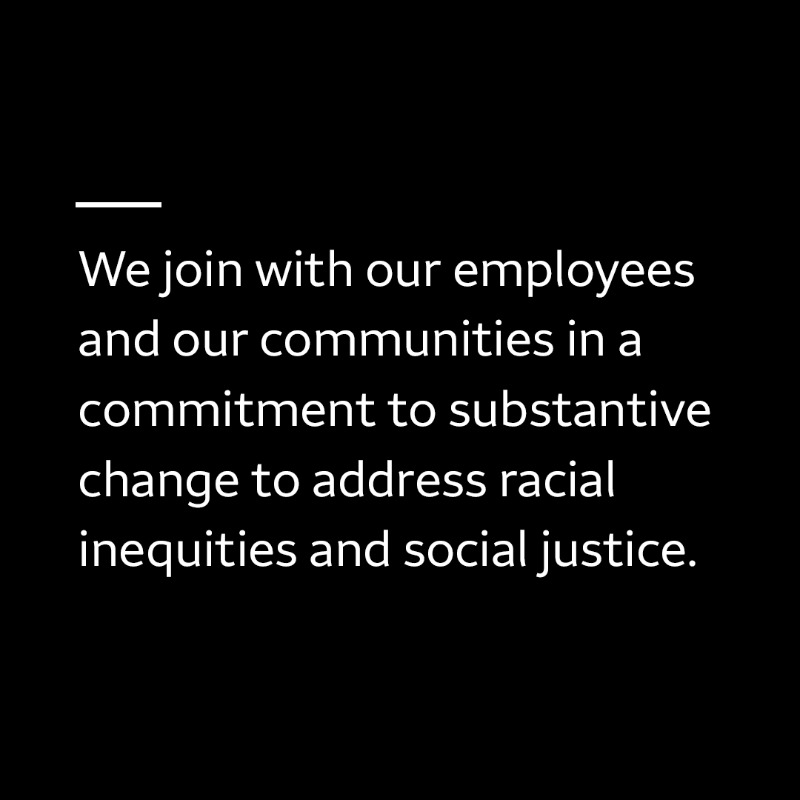 We join with our employees
and our communities in a
commitment to substantive
change to address racial
inequities and social justice.